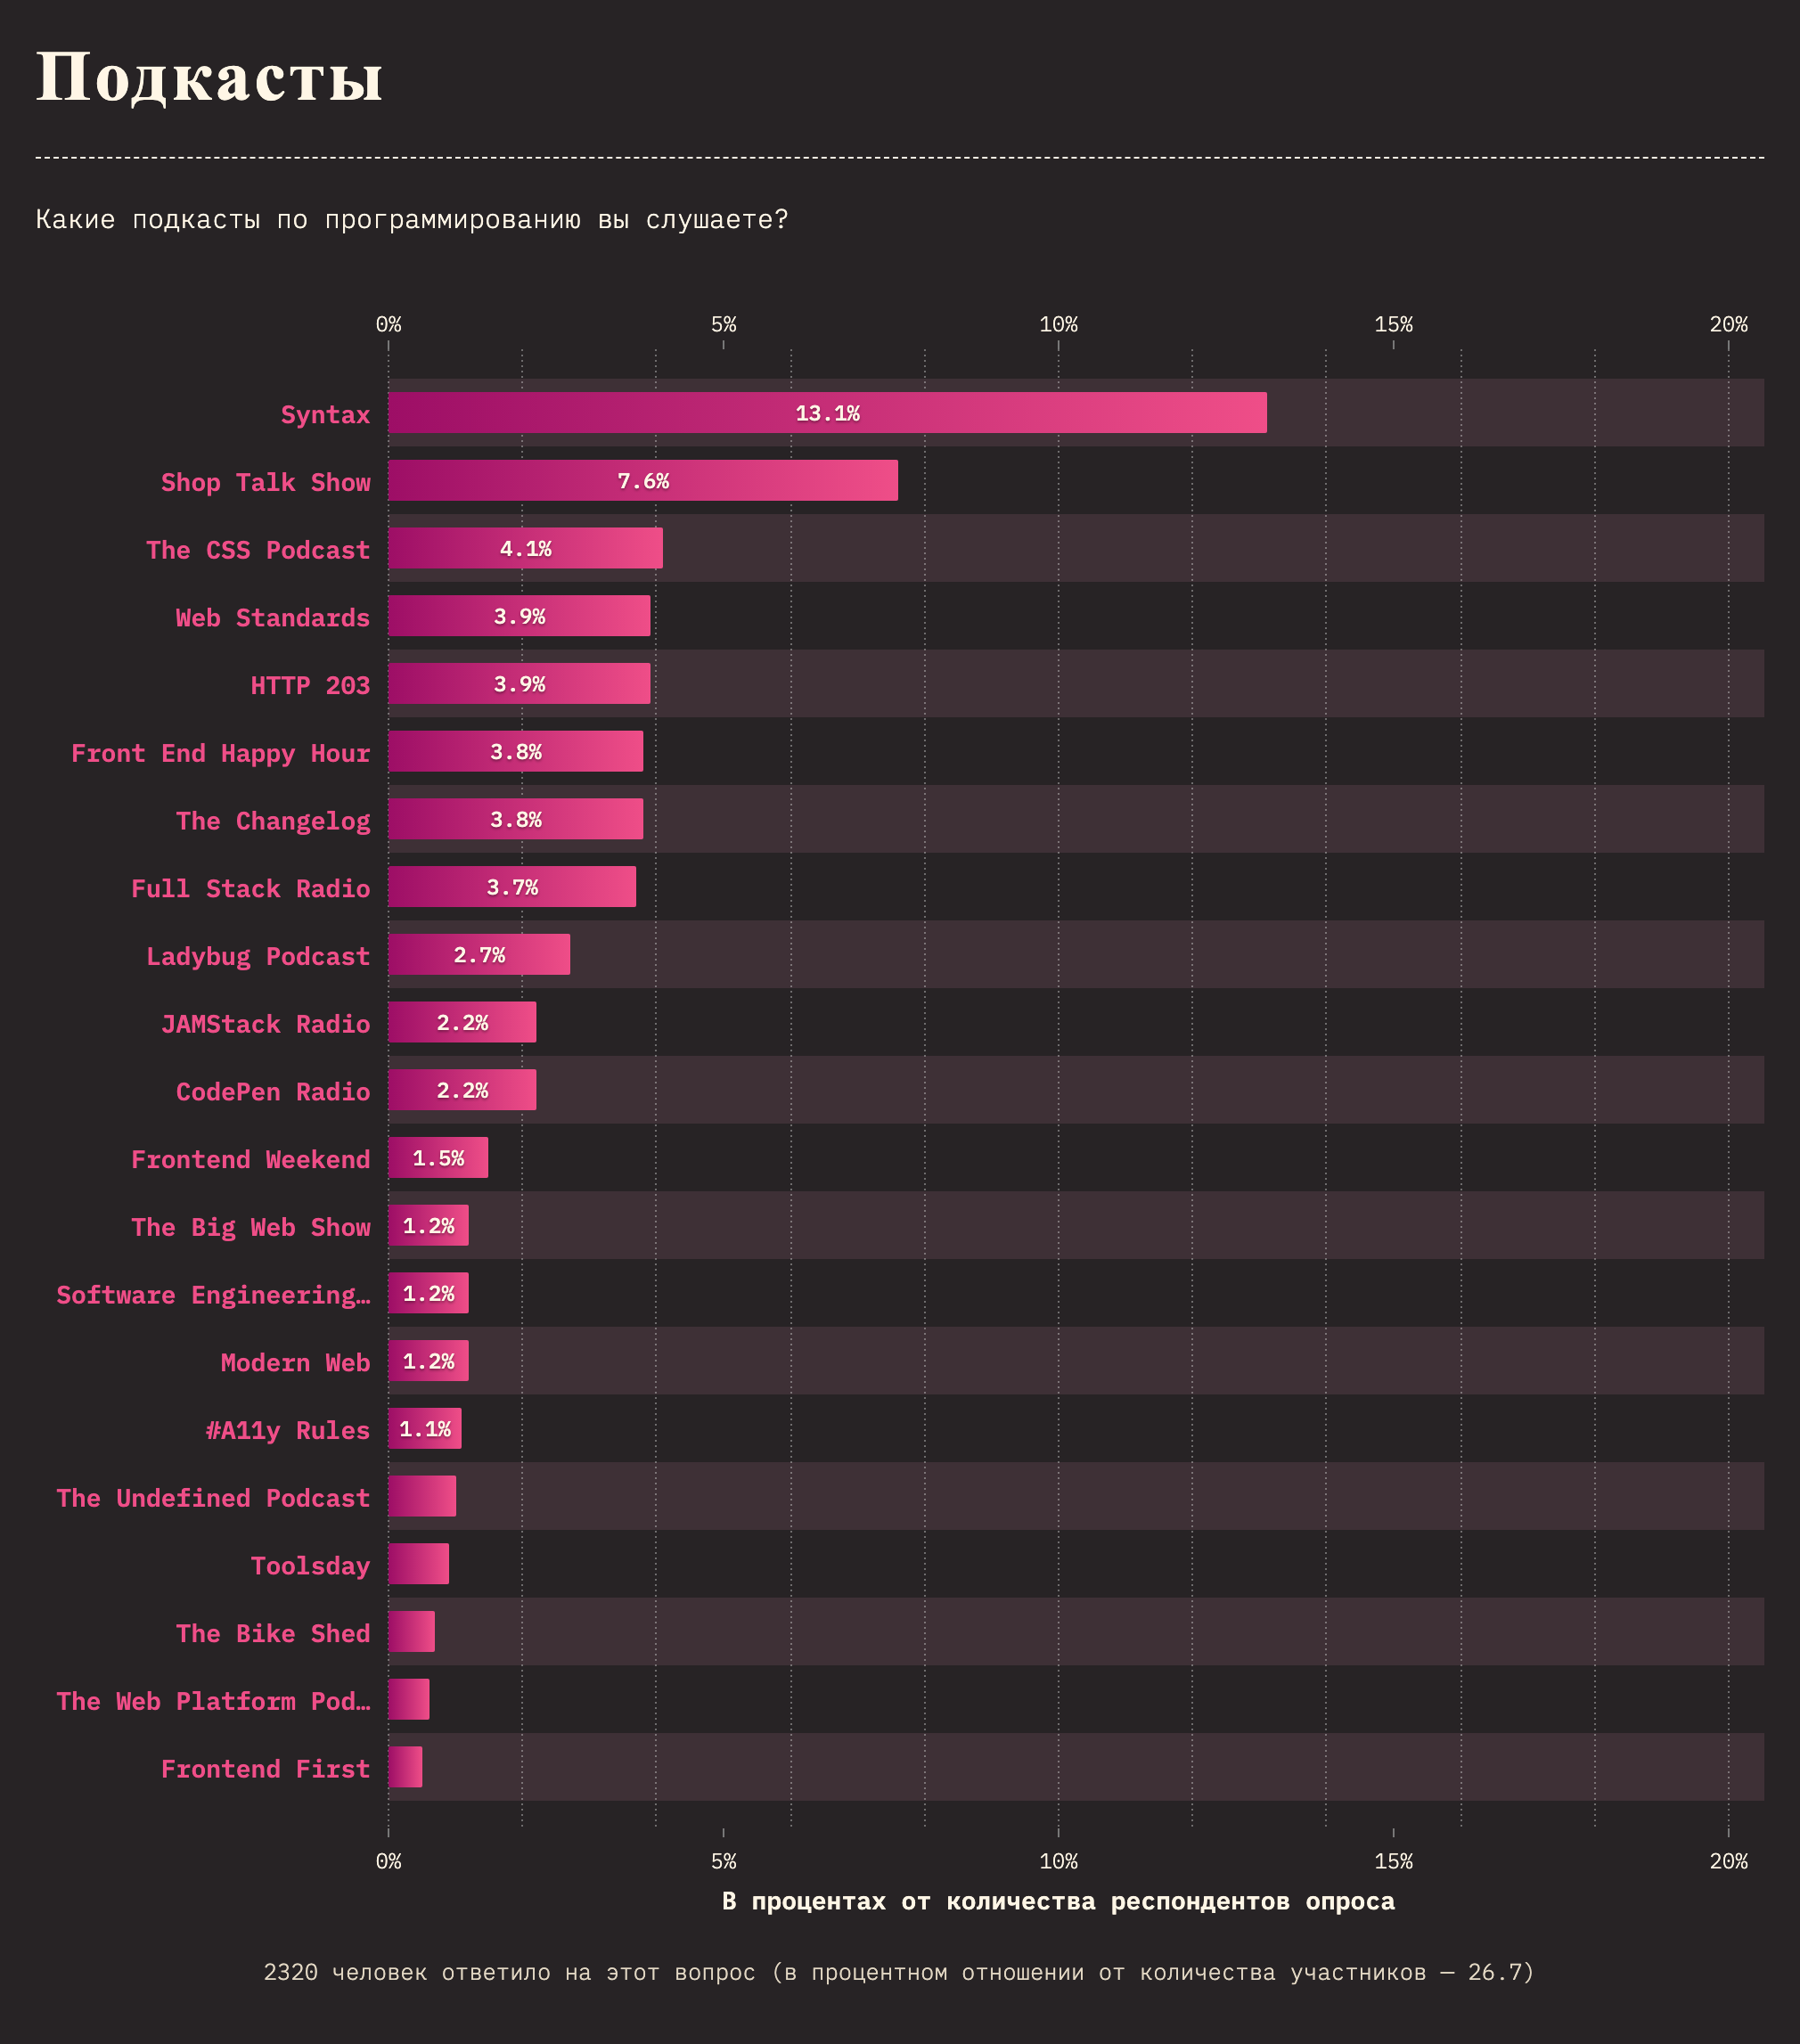 Подкасты
Какие подкасты по программированию вы слушаете?
0% 5% 10% 15% 20%
Syntax 13.1%
Shop Talk Show 7.6%
The CSS Podcast 4.1%
Web Standards 3.9%
HTTP 203 3.9%
Front End Happy Hour 3.8%
The Changelog 3.8%
Full Stack Radio 3.7%
Ladybug Podcast 2.7%
JAMStack Radio 2.2%
CodePen Radio 2.2%
Frontend Weekend 1.5%
The Big Web Show 1.2%
Software Engineering… 1.2%
Modern Web 1.2%
#A11y Rules 1.1%
The Undefined Podcast
Toolsday
The Bike Shed
The Web Platform Pod…
Frontend First
0% 5% 10% 15% 20%
В процентах от количества респондентов опроса
2320 человек ответило на этот вопрос (в процентном отношении от количества участников — 26.7)